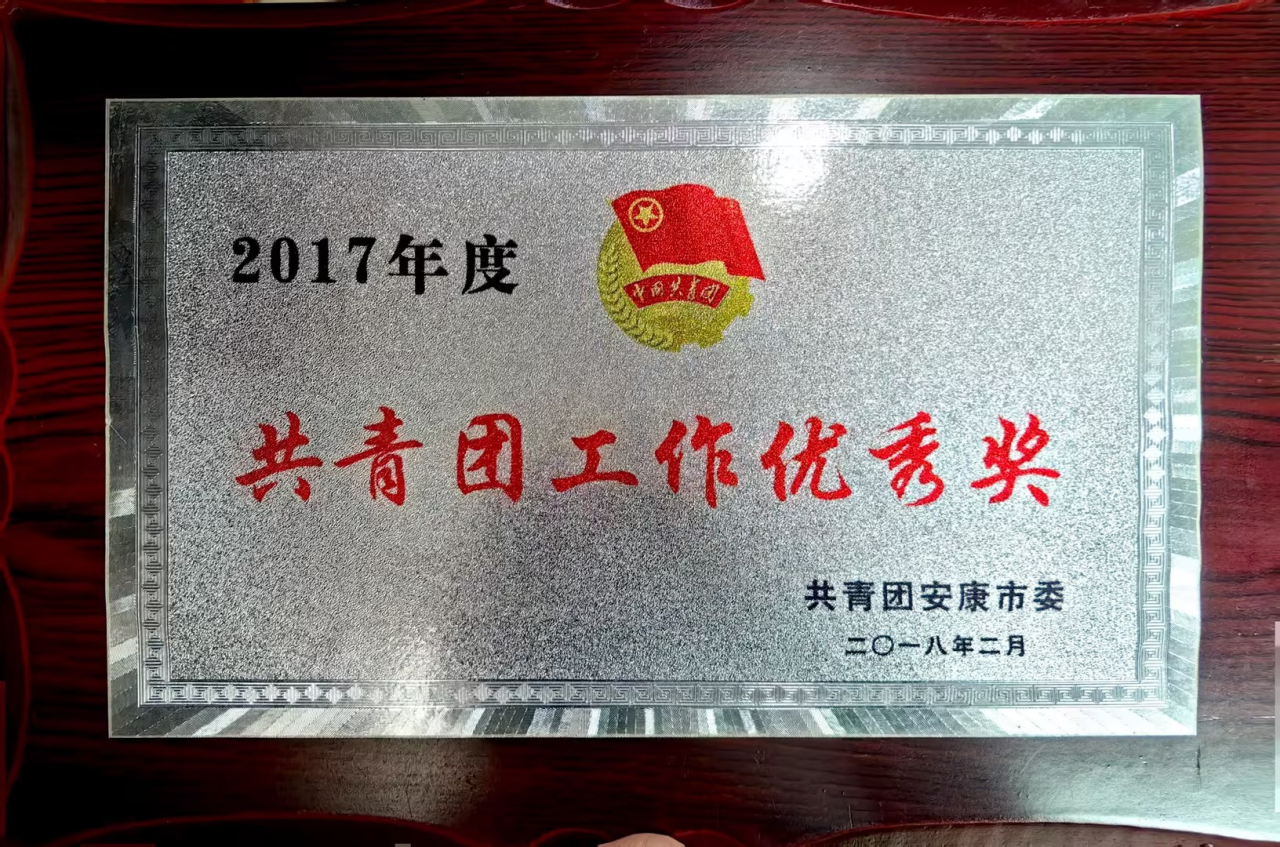 2017年度
中国共青团
共青团工作优秀奖
共青团安康市委
二〇一八年二月